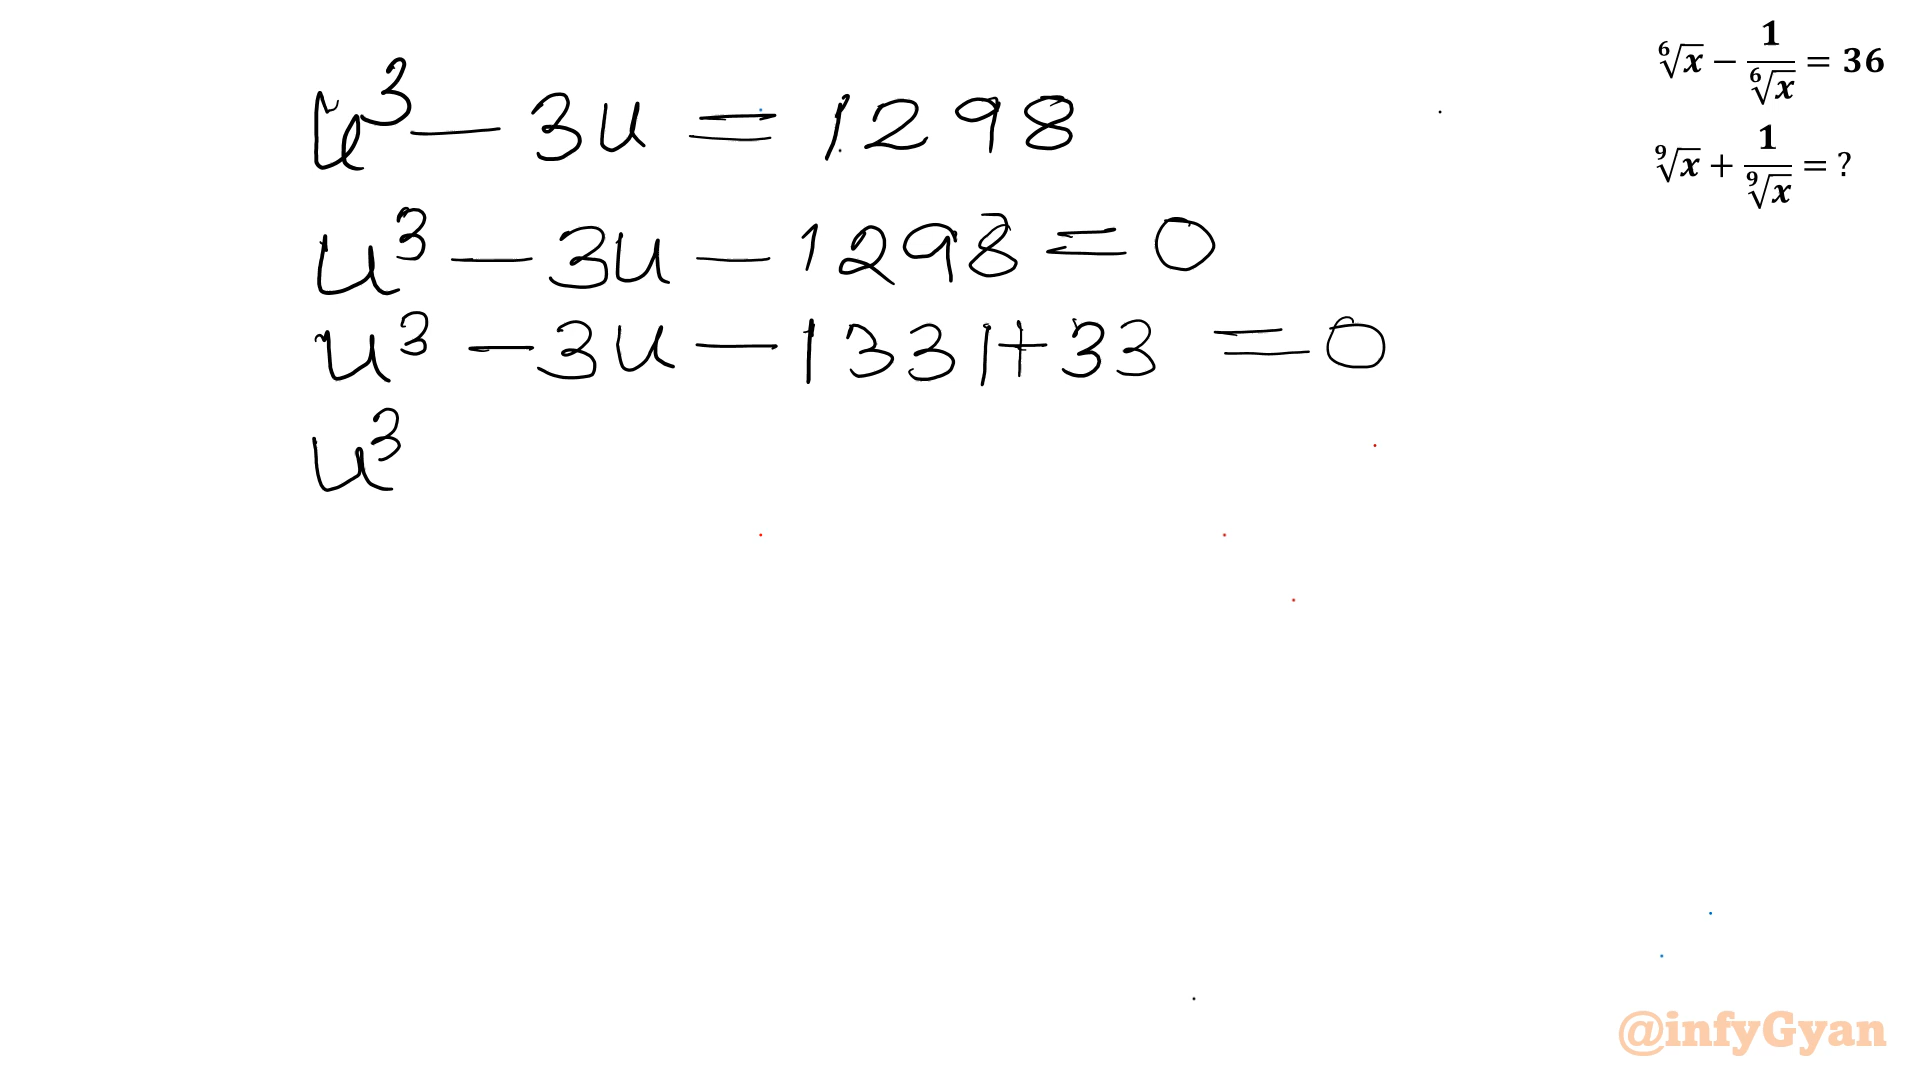 u³ − 3u = 1298
u³ − 3u − 1298 = 0
u³ − 3u − 1331 + 33 = 0
u³
⁶√x − 1/⁶√x = 36
⁹√x + 1/⁹√x = ?
@infyGyan